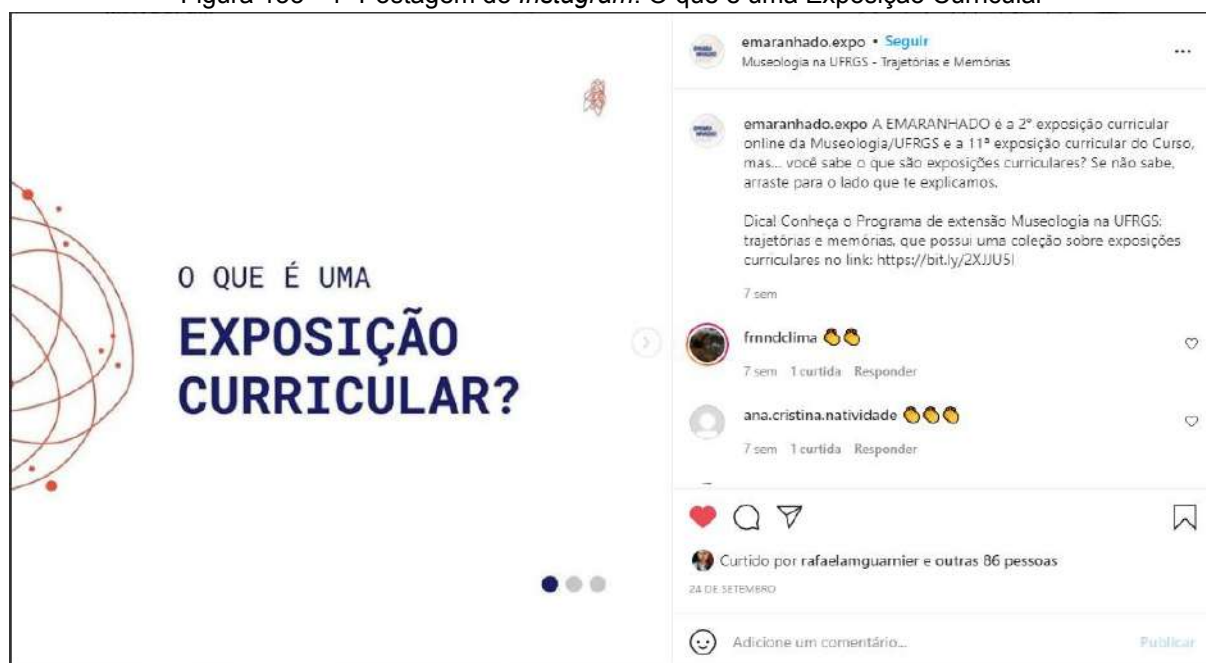 O QUE É UMA
EXPOSIÇÃO
CURRICULAR?
emaranhado.expo • Seguir
Museologia na UFRGS - Trajetórias e Memórias
emaranhado.expo A EMARANHADO é a 2ª exposição curricular
online da Museologia/UFRGS e a 11ª exposição curricular do Curso,
mas... você sabe o que são exposições curriculares? Se não sabe,
arraste para o lado que te explicamos.
Dica! Conheça o Programa de extensão Museologia na UFRGS:
trajetórias e memórias, que possui uma coleção sobre exposições
curriculares no link: https://bit.ly/2XJJU5l
7 sem
frnndclima 👏👏
7 sem 1 curtida Responder
ana.cristina.natividade 👏👏👏
7 sem 1 curtida Responder
Curtido por rafaelamguarnier e outras 86 pessoas
24 DE SETEMBRO
Adicione um comentário...
Publicar